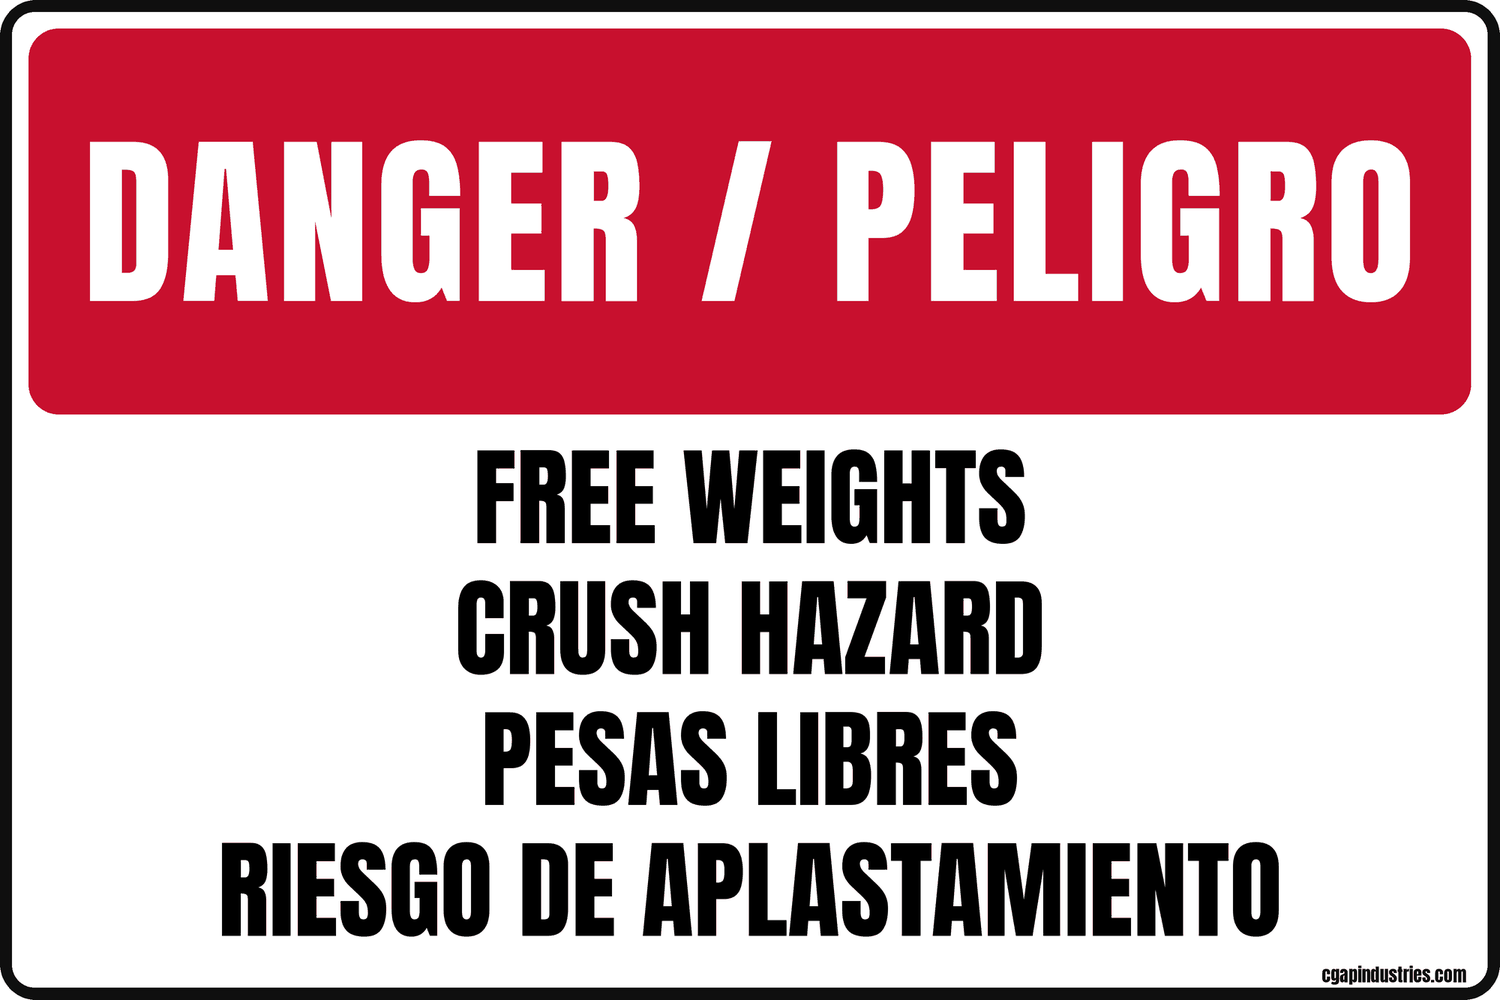 DANGER / PELIGRO
FREE WEIGHTS
CRUSH HAZARD
PESAS LIBRES
RIESGO DE APLASTAMIENTO
cgapindustries.com